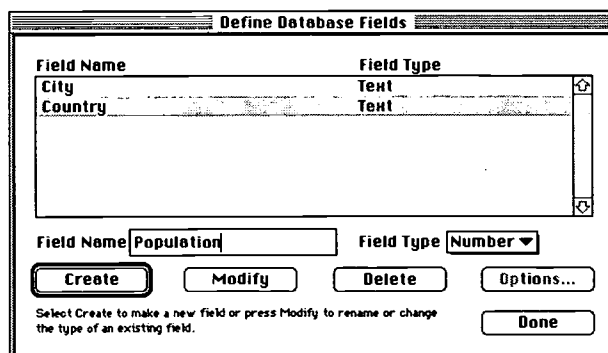 Define Database Fields
Field Name Field Type
City Text
Country Text
Field Name Population Field Type Number
Create Modify Delete Options...
Select Create to make a new field or press Modify to rename or change
the type of an existing field.
Done